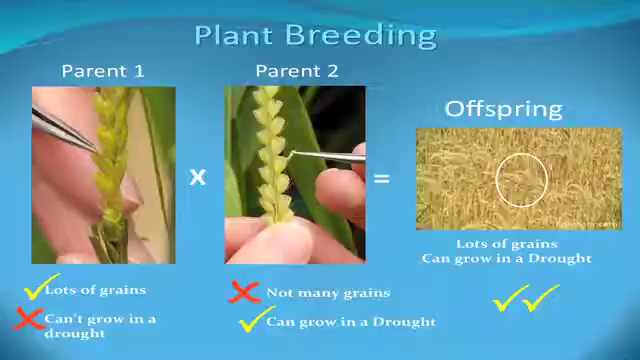 Plant Breeding
Parent 1
Parent 2
Offspring
x
=
Lots of grains
Can grow in a Drought
Lots of grains
Can't grow in a
drought
Not many grains
Can grow in a Drought